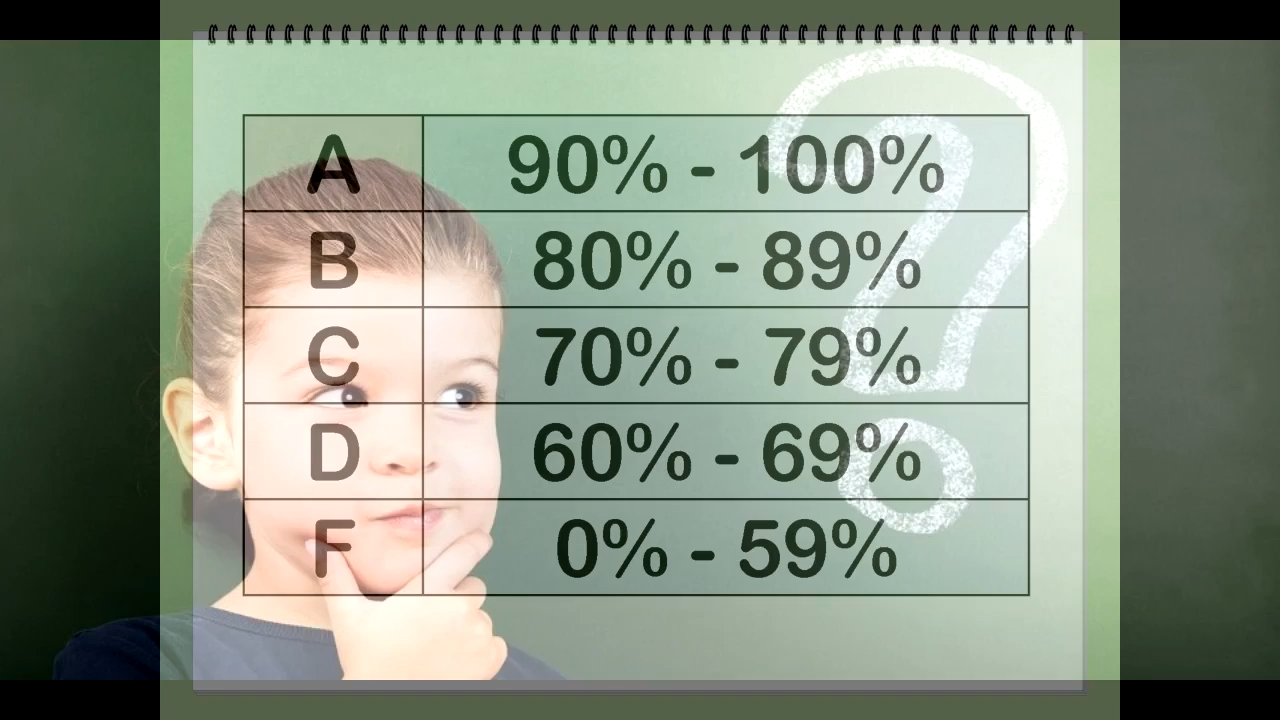 A 90% - 100%
B 80% - 89%
C 70% - 79%
D 60% - 69%
F 0% - 59%
?